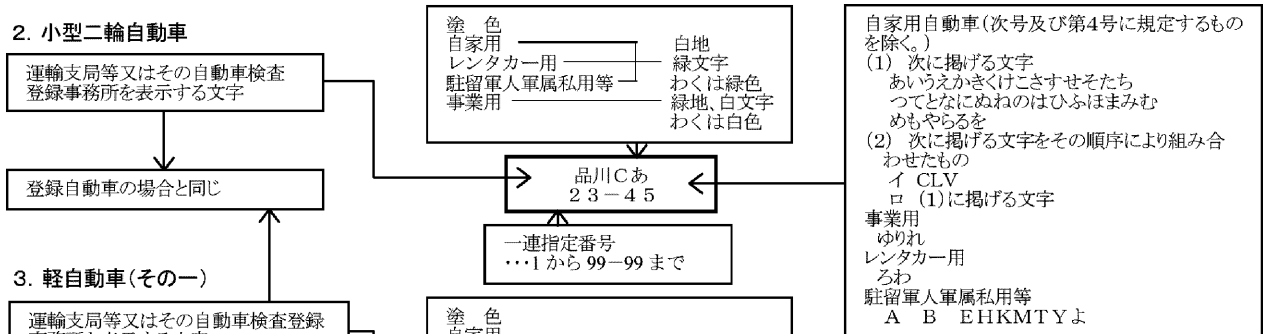 2. 小型二輪自動車
運輸支局等又はその自動車検査
登録事務所を表示する文字
登録自動車の場合と同じ
塗 色
自家用 白地
レンタカー用 緑文字
駐留軍人軍属私用等 わくは緑色
事業用 緑地、白文字
わくは白色
品川Cあ
23-45
一連指定番号
･･･1から99-99まで
自家用自動車(次号及び第4号に規定するもの
を除く。)
(1) 次に掲げる文字
あいうえかきくけこさすせそたち
つてとなにぬねのはひふほまみむ
めもやらるを
(2) 次に掲げる文字をその順序により組み合
わせたもの
イ CLV
ロ (1)に掲げる文字
事業用
ゆりれ
レンタカー用
ろわ
駐留軍人軍属私用等
A B EHKMTYよ
3. 軽自動車(その一)
運輸支局等又はその自動車検査登録
塗 色